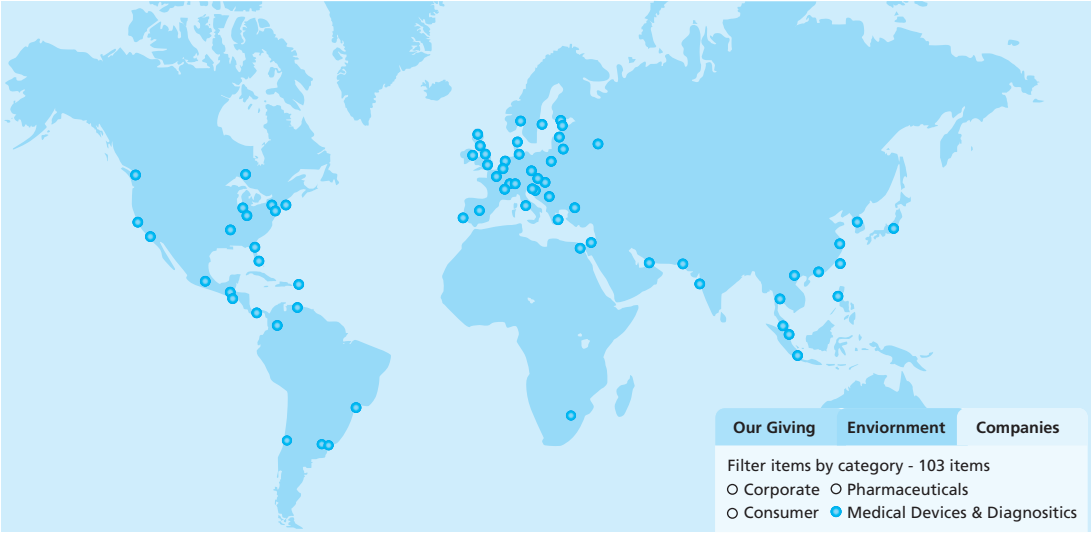 Our Giving Enviornment Companies
Filter items by category - 103 items
Corporate Pharmaceuticals
Consumer Medical Devices & Diagnositics